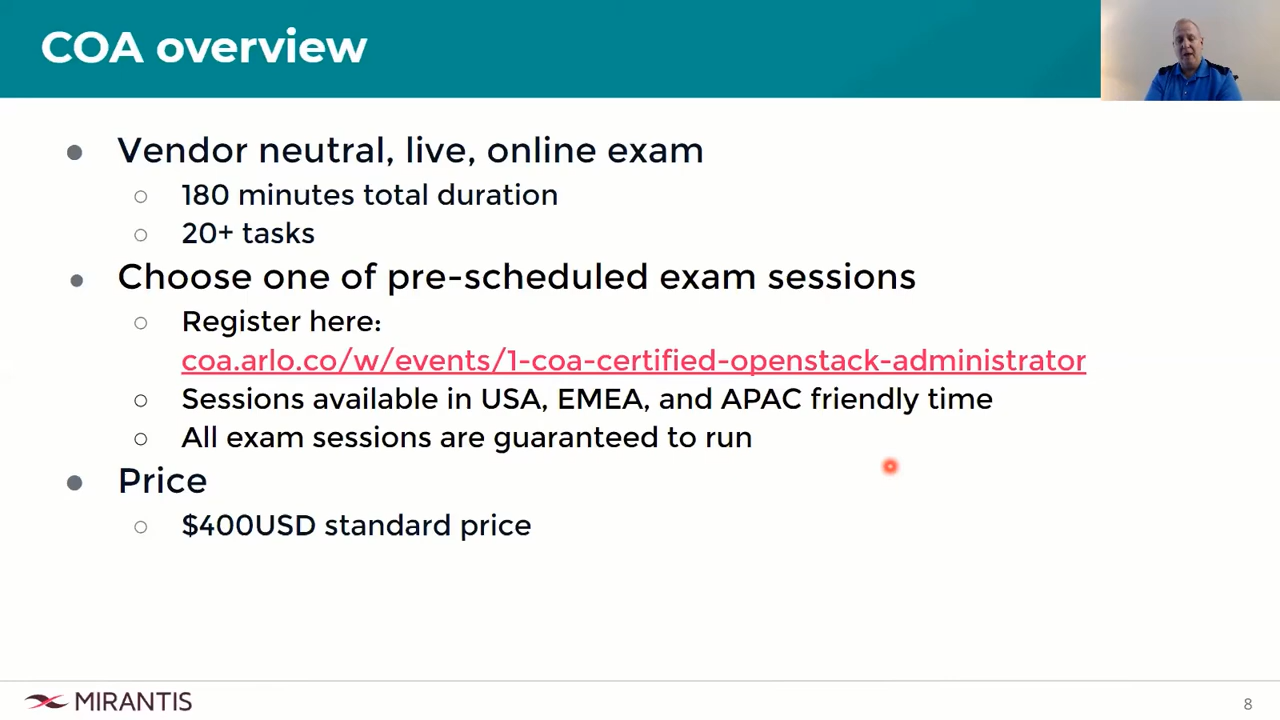 COA overview
Vendor neutral, live, online exam
180 minutes total duration
20+ tasks
Choose one of pre-scheduled exam sessions
Register here:
coa.arlo.co/w/events/1-coa-certified-openstack-administrator
Sessions available in USA, EMEA, and APAC friendly time
All exam sessions are guaranteed to run
Price
$400USD standard price
MIRANTIS
8